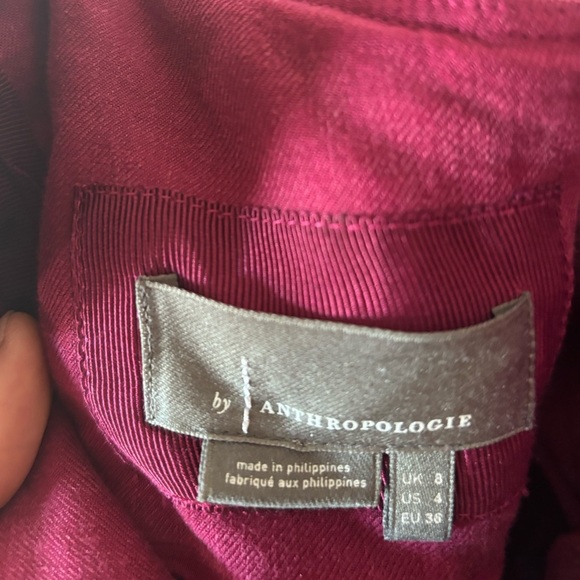 by ANTHROPOLOGIE
made in philippines
fabriqué aux philippines
UK 8
US 4
EU 36